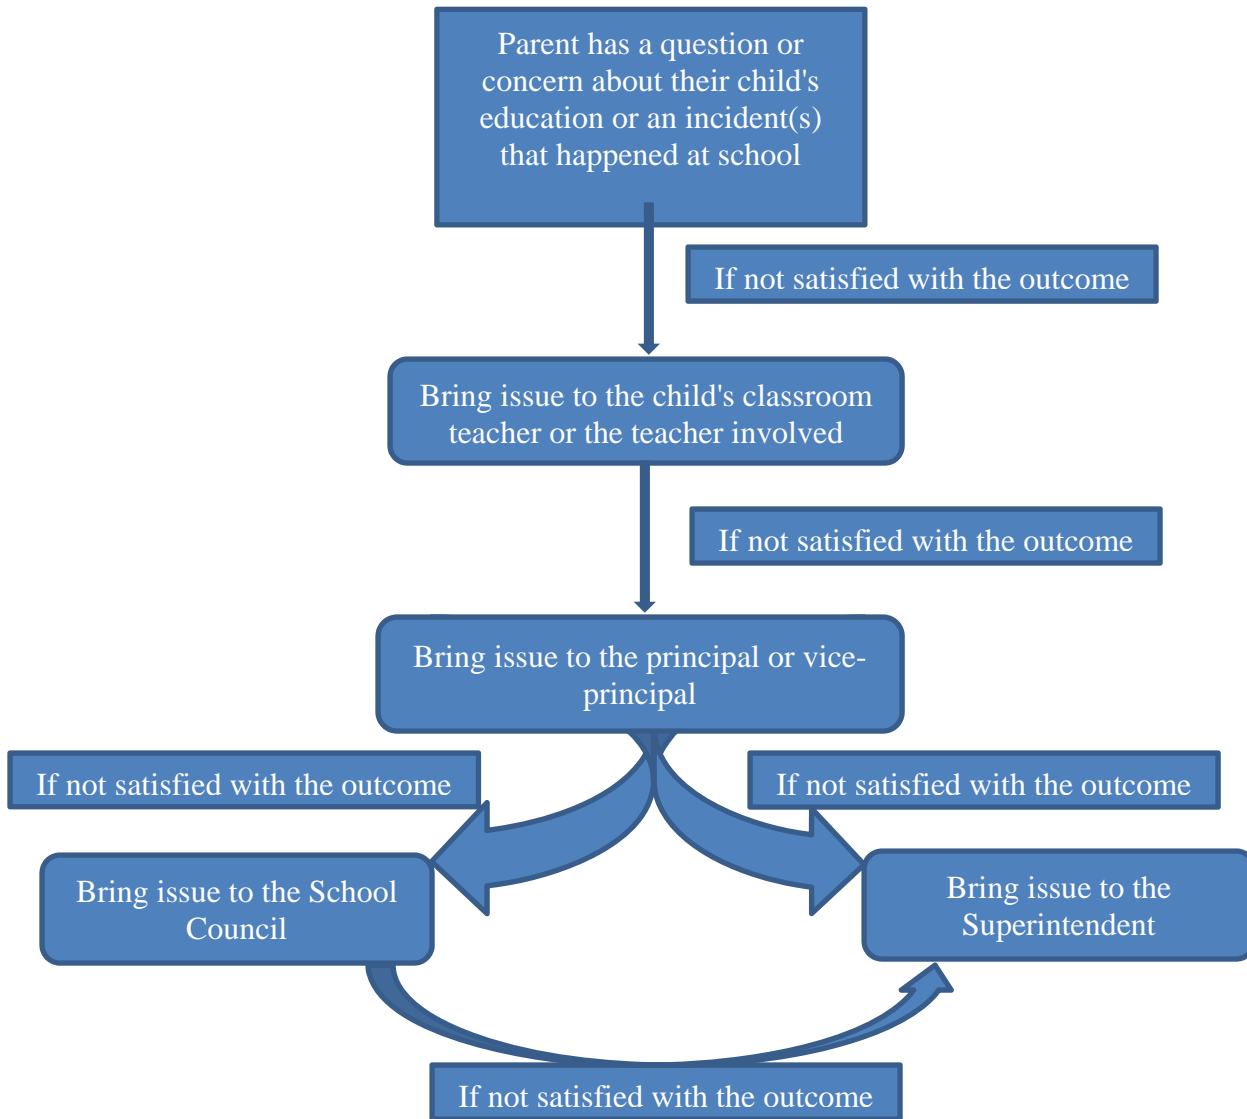 Parent has a question or
concern about their child's
education or an incident(s)
that happened at school
If not satisfied with the outcome
Bring issue to the child's classroom
teacher or the teacher involved
If not satisfied with the outcome
Bring issue to the principal or vice-
principal
If not satisfied with the outcome
If not satisfied with the outcome
Bring issue to the School
Council
Bring issue to the
Superintendent
If not satisfied with the outcome